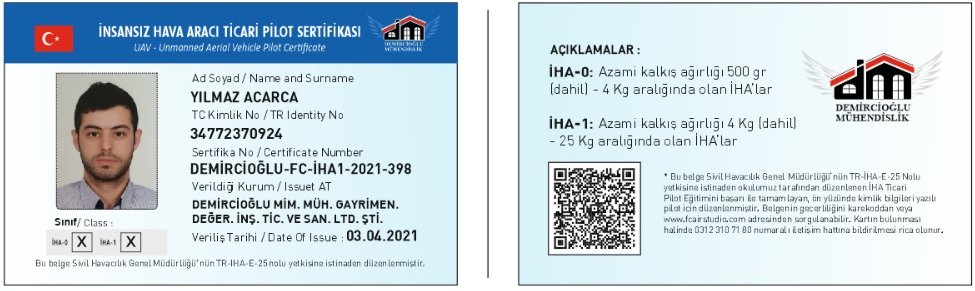 İNSANSIZ HAVA ARACI TİCARİ PİLOT SERTİFİKASI
UAV - Unmanned Aerial Vehicle Pilot Certificate
DEMİRCİOĞLU
MÜHENDİSLİK
Ad Soyad / Name and Surname
YILMAZ ACARCA
TC Kimlik No / TR Identity No
34772370924
Sertifika No / Certificate Number
DEMİRCİOĞLU-FC-İHA1-2021-398
Verildiği Kurum / Issuet AT
DEMİRCİOĞLU MİM. MÜH. GAYRİMEN.
DEĞER. İNŞ. TİC. VE SAN. LTD. ŞTİ.
Veriliş Tarihi / Date Of Issue : 03.04.2021
Sınıf/ Class :
İHA-0 X İHA-1 X
Bu belge Sivil Havacılık Genel Müdürlüğü'nün TR-IHA-E-25 nolu yetkisine istinaden düzenlenmiştir.
AÇIKLAMALAR :
İHA-0: Azami kalkış ağırlığı 500 gr
(dahil) - 4 Kg aralığında olan İHA'lar
İHA-1: Azami kalkış ağırlığı 4 Kg (dahil)
- 25 Kg aralığında olan İHA'lar
DEMİRCİOĞLU
MÜHENDİSLİK
* Bu belge Sivil Havacılık Genel Müdürlüğü'nün TR-İHA-E-25 Nolu
yetkisine istinaden okulumuz tarafından düzenlenen İHA Ticari
Pilot Eğitimini başarı ile tamamlayan, ön yüzünde kimlik bilgileri yazılı
pilot için düzenlenmiştir. Belgenin geçerliliğini karekoddan veya
www.fcairstudio.com adresinden sorgulanabilir. Kartın bulunması
halinde 0312 310 71 80 numaralı iletişim hattına bildirilmesi rica olunur.